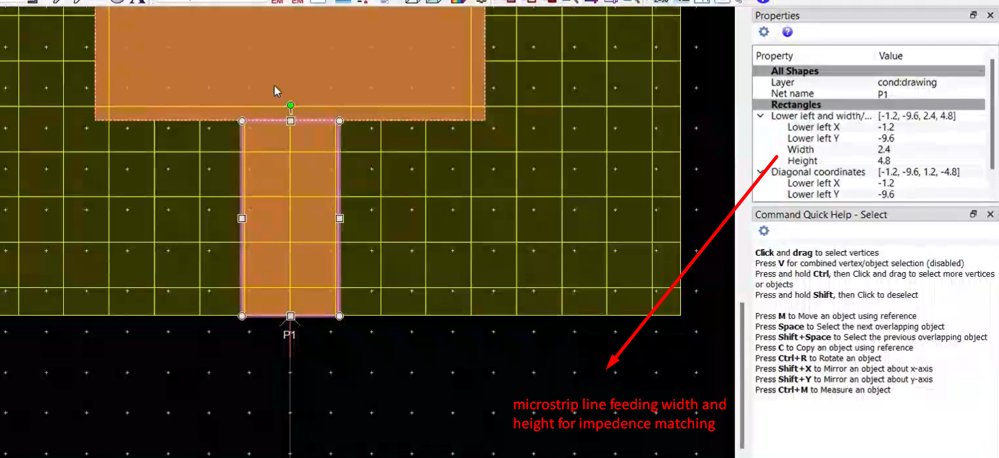 EM EM
Properties
Property Value
All Shapes
Layer cond:drawing
Net name P1
Rectangles
Lower left and width/... [-1.2, -9.6, 2.4, 4.8]
Lower left X -1.2
Lower left Y -9.6
Width 2.4
Height 4.8
Diagonal coordinates [-1.2, -9.6, 1.2, -4.8]
Lower left X -1.2
Lower left Y -9.6
Command Quick Help - Select
Click and drag to select vertices
Press V for combined vertex/object selection (disabled)
Press and hold Ctrl, then Click and drag to select more vertices
or objects
Press and hold Shift, then Click to deselect
Press M to Move an object using reference
Press Space to Select the next overlapping object
Press Shift+Space to Select the previous overlapping object
Press C to Copy an object using reference
Press Ctrl+R to Rotate an object
Press Shift+X to Mirror an object about x-axis
Press Shift+Y to Mirror an object about y-axis
Press Ctrl+M to Measure an object
P1
microstrip line feeding width and
height for impedence matching